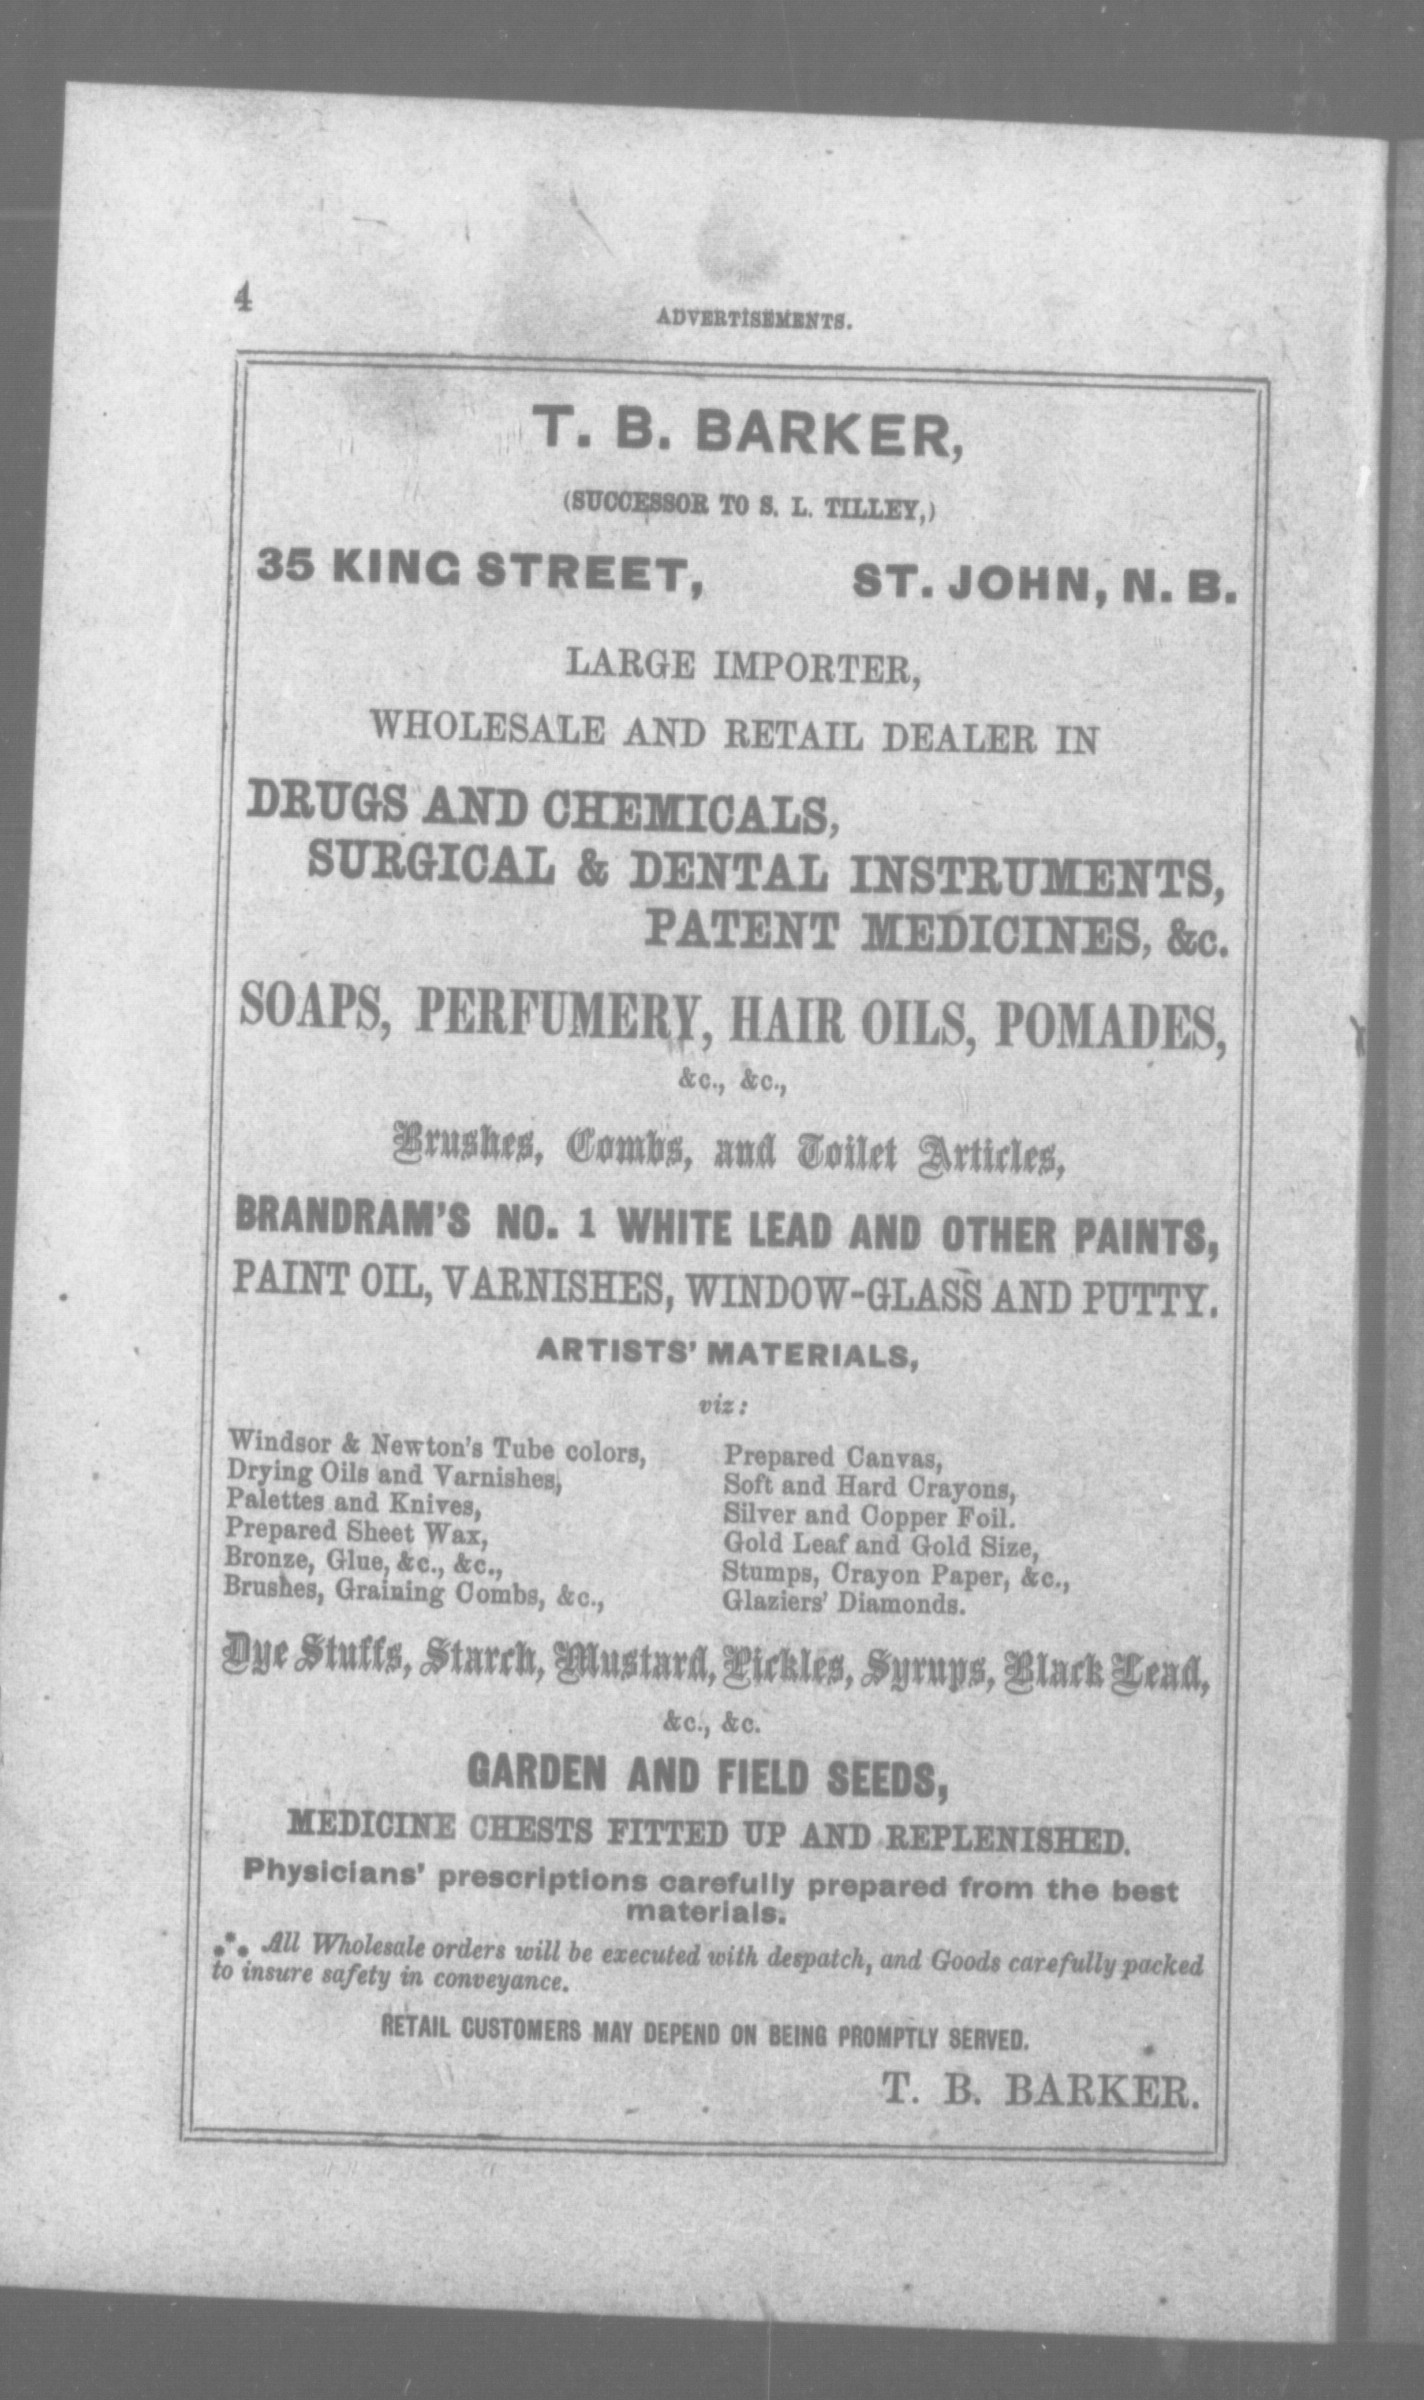 4
ADVERTISEMENTS.
T. B. BARKER,
(SUCCESSOR TO S. L. TILLEY,)
35 KING STREET, ST. JOHN, N. B.
LARGE IMPORTER,
WHOLESALE AND RETAIL DEALER IN
DRUGS AND CHEMICALS,
SURGICAL & DENTAL INSTRUMENTS,
PATENT MEDICINES, &c.
SOAPS, PERFUMERY, HAIR OILS, POMADES,
&c., &c.,
Brushes, Combs, and Toilet Articles,
BRANDRAM'S NO. 1 WHITE LEAD AND OTHER PAINTS,
PAINT OIL, VARNISHES, WINDOW-GLASS AND PUTTY.
ARTISTS' MATERIALS,
viz:
Windsor & Newton's Tube colors,
Drying Oils and Varnishes,
Palettes and Knives,
Prepared Sheet Wax,
Bronze, Glue, &c., &c.,
Brushes, Graining Combs, &c.,
Prepared Canvas,
Soft and Hard Crayons,
Silver and Copper Foil.
Gold Leaf and Gold Size,
Stumps, Crayon Paper, &c.,
Glaziers' Diamonds.
Dye Stuffs, Starch, Mustard, Pickles, Syrups, Black Lead,
&c., &c.
GARDEN AND FIELD SEEDS,
MEDICINE CHESTS FITTED UP AND REPLENISHED.
Physicians' prescriptions carefully prepared from the best
materials.
⁂ All Wholesale orders will be executed with despatch, and Goods carefully packed
to insure safety in conveyance.
RETAIL CUSTOMERS MAY DEPEND ON BEING PROMPTLY SERVED.
T. B. BARKER.